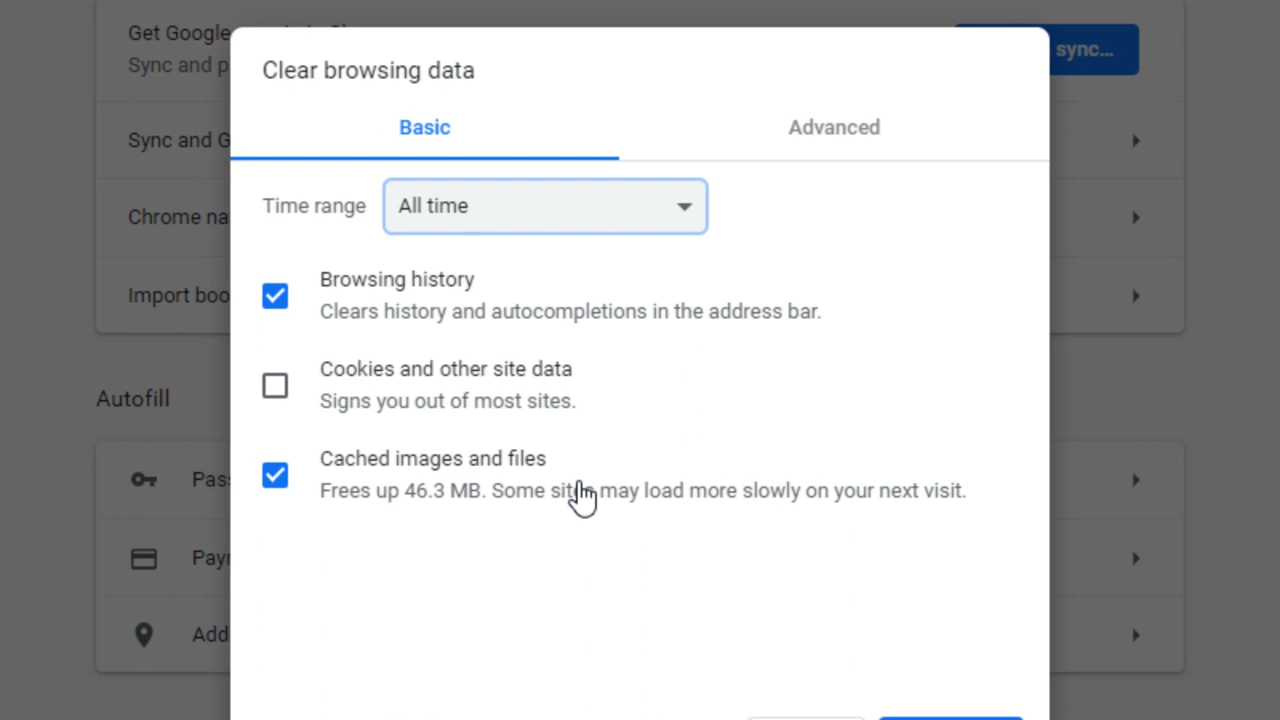 Get Google
Sync and p
sync...
Sync and G
Chrome na
Import boo
Autofill
Pass
Payr
Add
Clear browsing data
Basic
Advanced
Time range
All time
Browsing history
Clears history and autocompletions in the address bar.
Cookies and other site data
Signs you out of most sites.
Cached images and files
Frees up 46.3 MB. Some sites may load more slowly on your next visit.